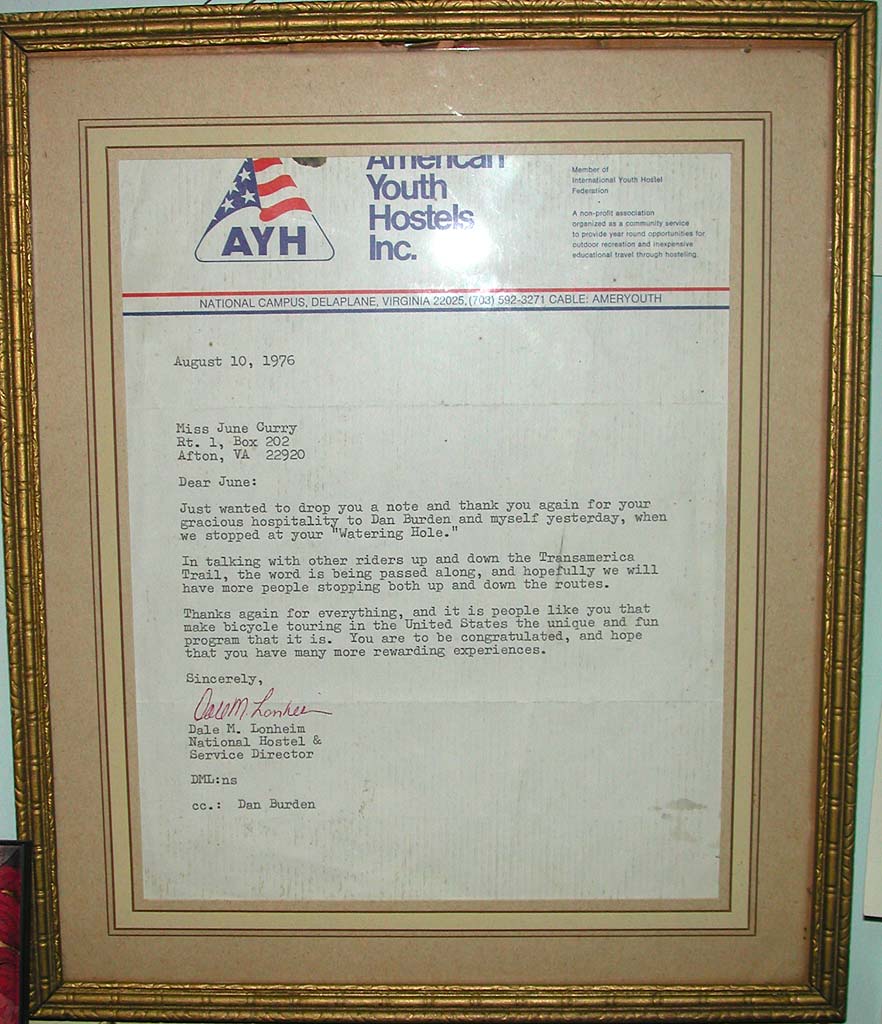 AYH
American
Youth
Hostels
Inc.
Member of
International Youth Hostel
Federation
A non-profit association
organized as a community service
to provide year round opportunities for
outdoor recreation and inexpensive
educational travel through hosteling.
NATIONAL CAMPUS, DELAPLANE, VIRGINIA 22025, (703) 592-3271 CABLE: AMERYOUTH
August 10, 1976
Miss June Curry
Rt. 1, Box 202
Afton, VA 22920
Dear June:
Just wanted to drop you a note and thank you again for your
gracious hospitality to Dan Burden and myself yesterday, when
we stopped at your "Watering Hole."
In talking with other riders up and down the Transamerica
Trail, the word is being passed along, and hopefully we will
have more people stopping both up and down the routes.
Thanks again for everything, and it is people like you that
make bicycle touring in the United States the unique and fun
program that it is. You are to be congratulated, and hope
that you have many more rewarding experiences.
Sincerely,
Dale M. Lonheim
Dale M. Lonheim
National Hostel &
Service Director
DML:ns
cc.: Dan Burden